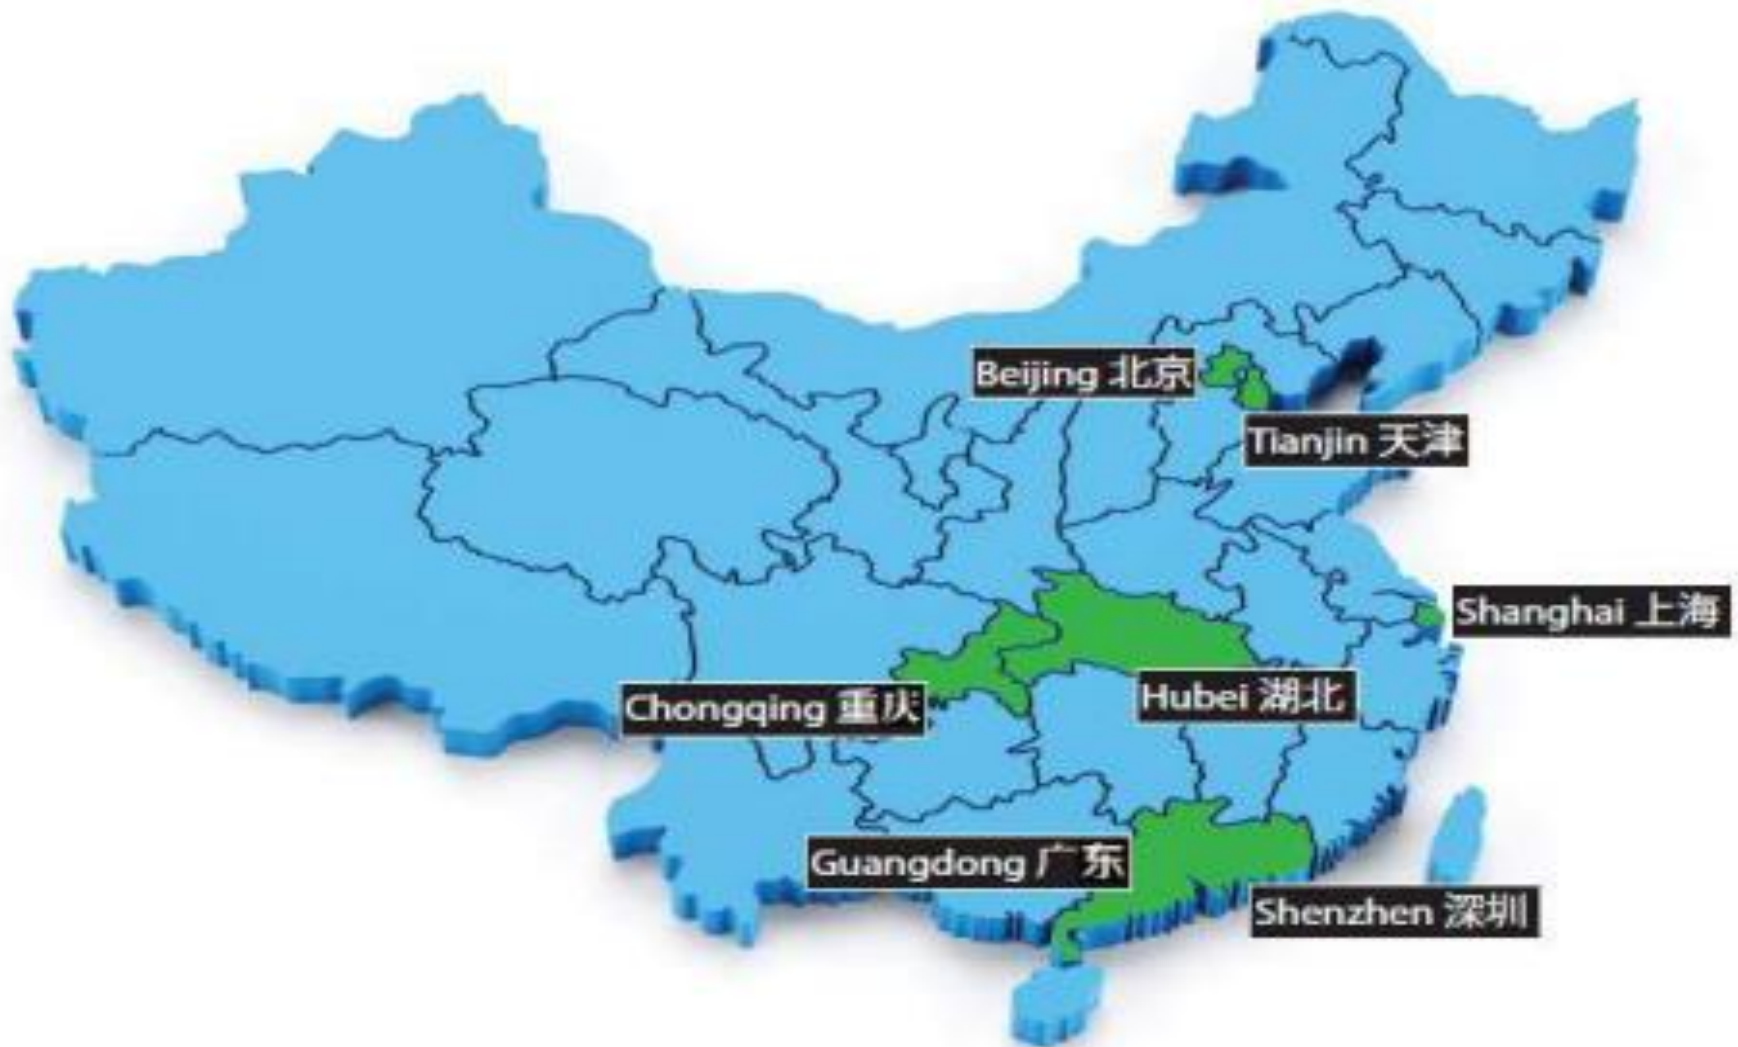 Beijing 北京
Tianjin 天津
Shanghai 上海
Chongqing 重庆
Hubei 湖北
Guangdong 广东
Shenzhen 深圳